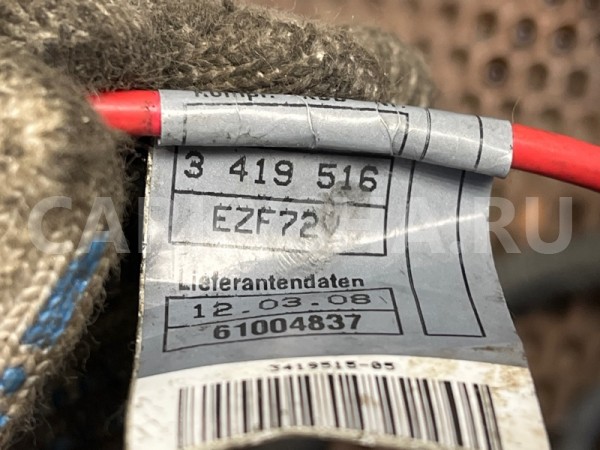 3 419 516
EZF72
Lieferantendaten
12.03.08
61004837
3419515-05